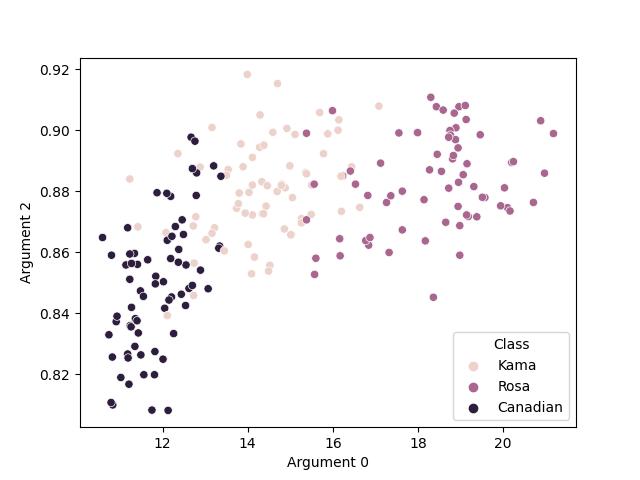 0.92
0.90
0.88
0.86
0.84
0.82
Argument 2
12 14 16 18 20
Argument 0
Class
Kama
Rosa
Canadian